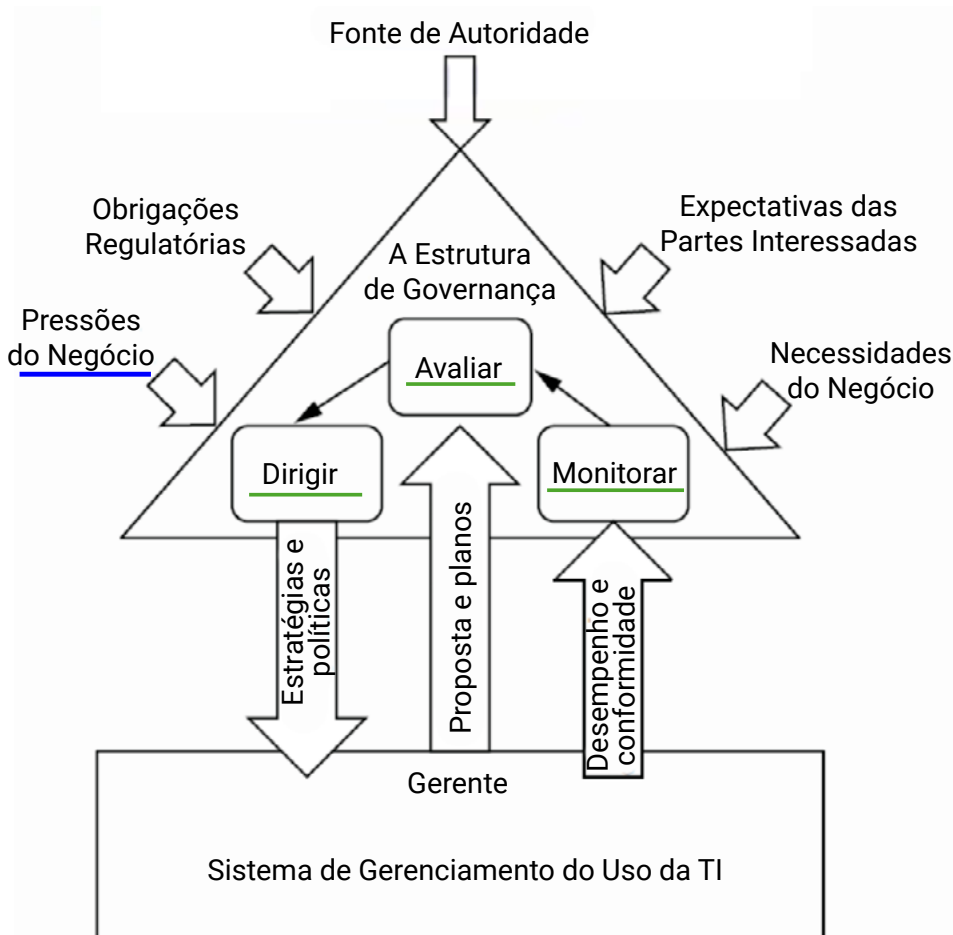 Fonte de Autoridade
Obrigações
Regulatórias
Expectativas das
Partes Interessadas
A Estrutura
de Governança
Pressões
do Negócio
Necessidades
do Negócio
Avaliar
Dirigir
Monitorar
Estratégias e
políticas
Proposta e planos
Desempenho e
conformidade
Gerente
Sistema de Gerenciamento do Uso da TI